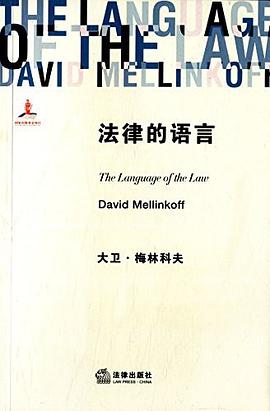 THE LANGUAGE
OF THE LAW
DAVID MELLINKOFF
法律的语言
The Language of the Law
David Mellinkoff
大卫·梅林科夫
法律出版社
LAW PRESS·CHINA